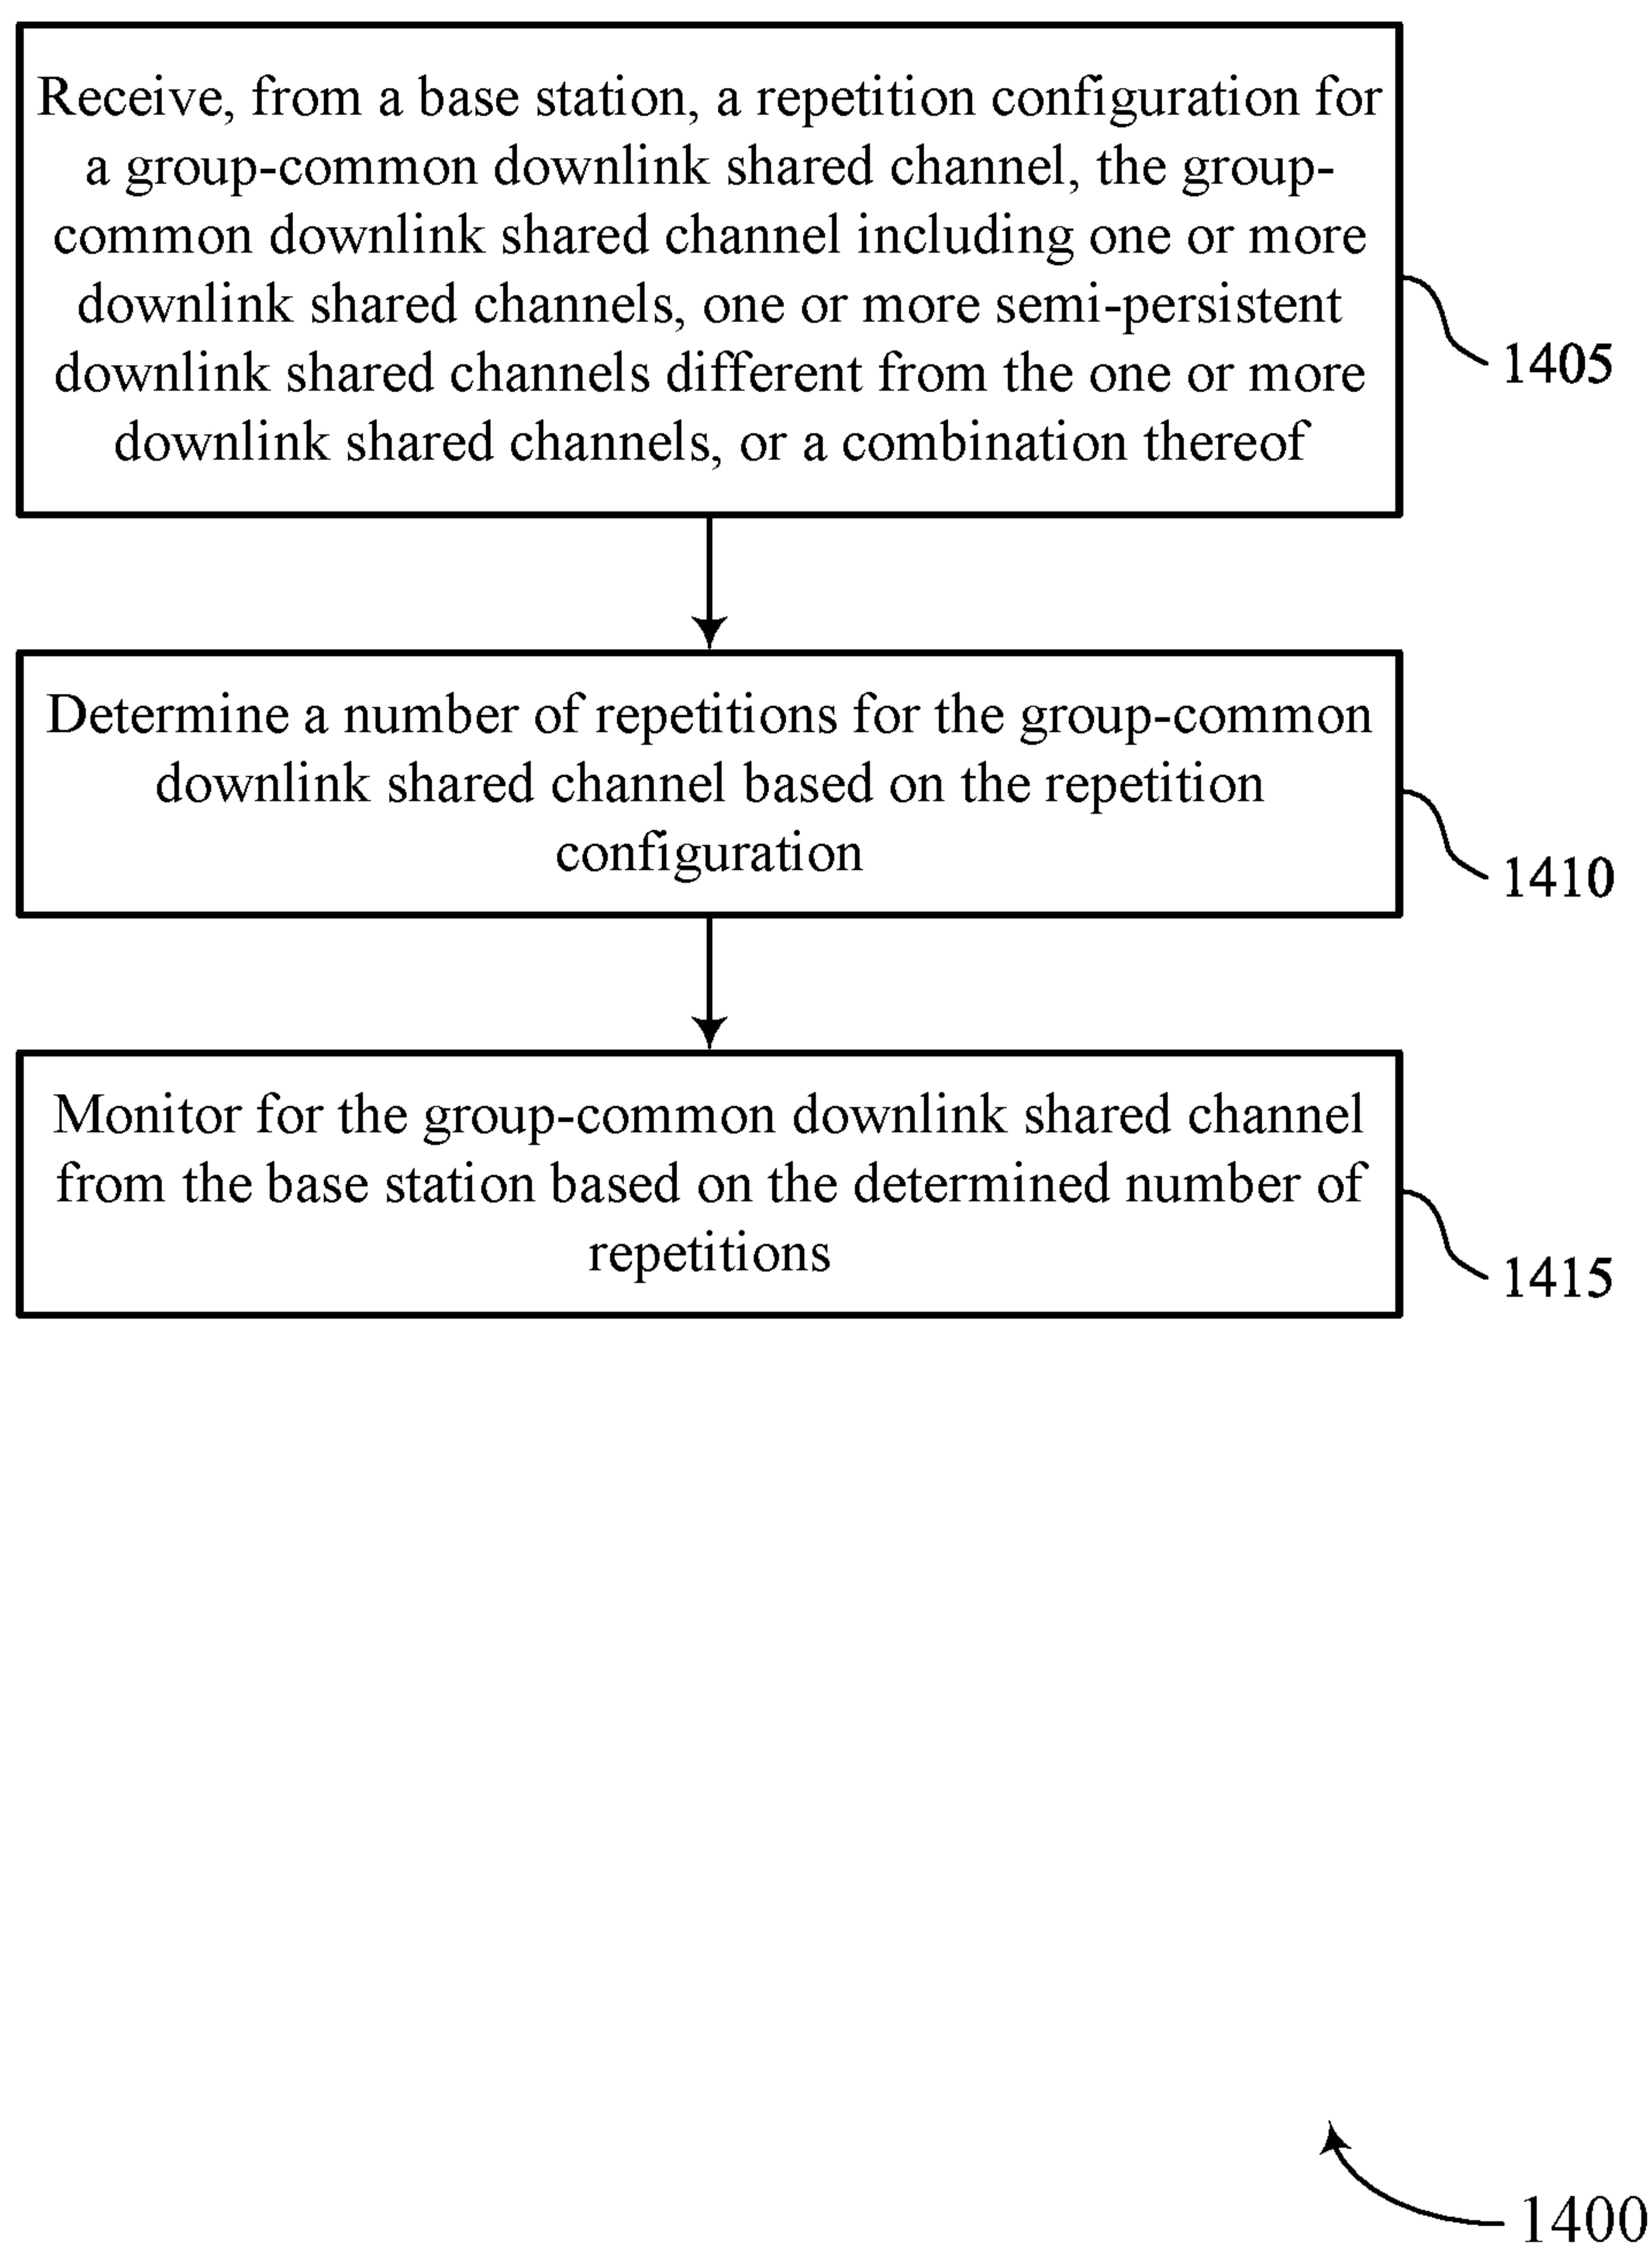 Receive, from a base station, a repetition configuration for
a group-common downlink shared channel, the group-
common downlink shared channel including one or more
downlink shared channels, one or more semi-persistent
downlink shared channels different from the one or more
downlink shared channels, or a combination thereof
1405
Determine a number of repetitions for the group-common
downlink shared channel based on the repetition
configuration
1410
Monitor for the group-common downlink shared channel
from the base station based on the determined number of
repetitions
1415
1400